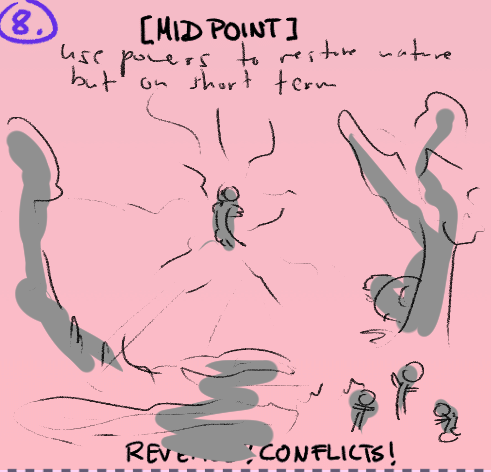 8.
[MIDPOINT]
use powers to restore nature
but on short term
CONFLICTS!